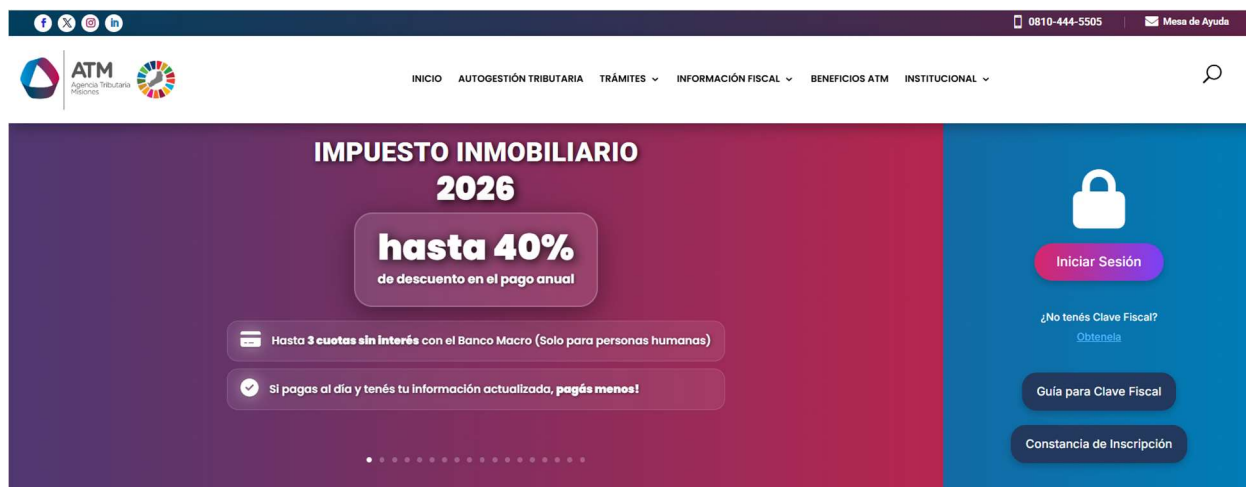 0810-444-5505
Mesa de Ayuda
ATM
Agencia Tributaria
Misiones
INICIO AUTOGESTIÓN TRIBUTARIA TRÁMITES INFORMACIÓN FISCAL BENEFICIOS ATM INSTITUCIONAL
IMPUESTO INMOBILIARIO
2026
hasta 40%
de descuento en el pago anual
Hasta 3 cuotas sin interés con el Banco Macro (Solo para personas humanas)
Si pagas al día y tenés tu información actualizada, pagás menos!
Iniciar Sesión
¿No tenés Clave Fiscal?
Obtenela
Guía para Clave Fiscal
Constancia de Inscripción